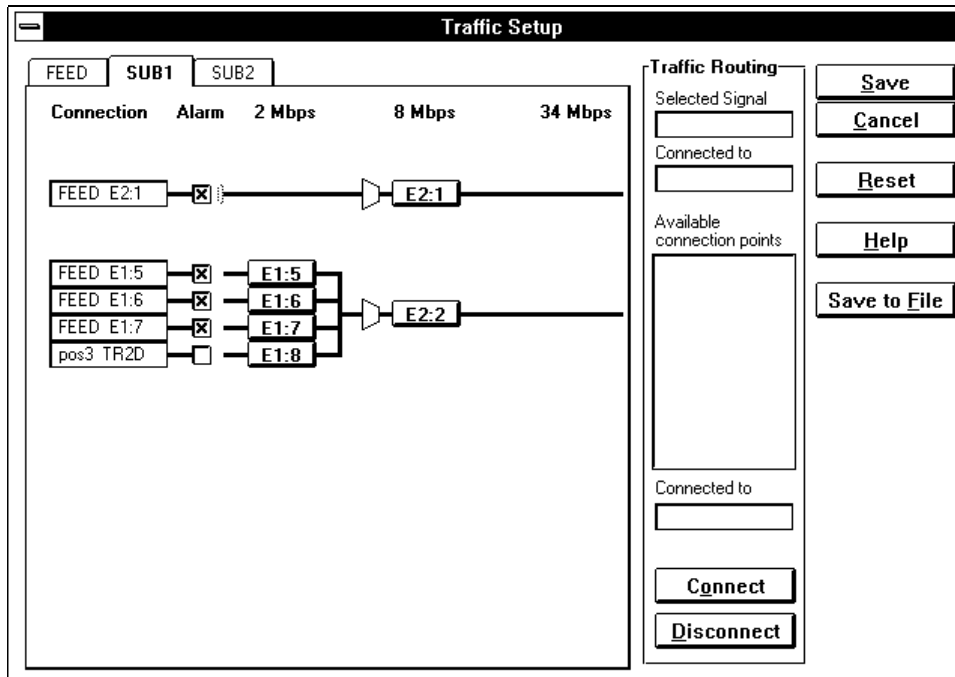 Traffic Setup
FEED SUB1 SUB2
Connection Alarm 2 Mbps 8 Mbps 34 Mbps
FEED E2:1 E2:1
FEED E1:5 E1:5
FEED E1:6 E1:6
E2:2
FEED E1:7 E1:7
pos3 TR2D E1:8
Traffic Routing
Selected Signal
Connected to
Available
connection points
Connected to
Connect
Disconnect
Save
Cancel
Reset
Help
Save to File